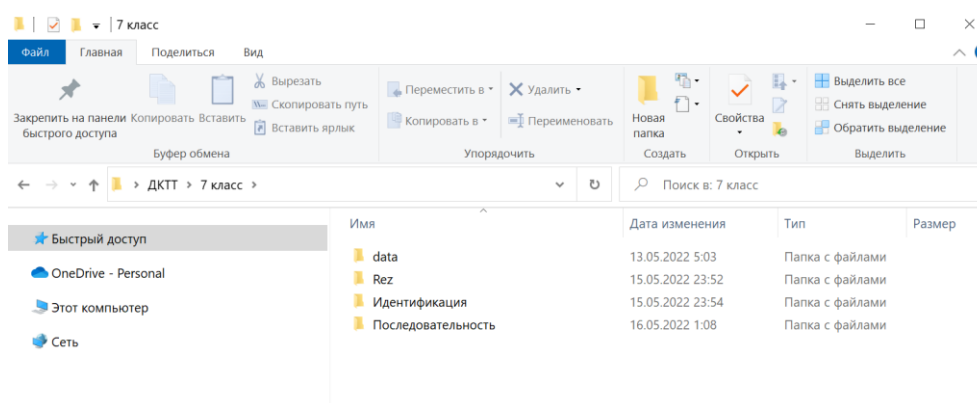 7 класс
Файл Главная Поделиться Вид
Закрепить на панели быстрого доступа
Копировать
Вставить
Вырезать
Скопировать путь
Вставить ярлык
Буфер обмена
Переместить в
Копировать в
Удалить
Переименовать
Упорядочить
Новая папка
Создать
Свойства
Открыть
Выделить все
Снять выделение
Обратить выделение
Выделить
ДКТТ > 7 класс >
Поиск в: 7 класс
Быстрый доступ
OneDrive - Personal
Этот компьютер
Сеть
Имя Дата изменения Тип Размер
data 13.05.2022 5:03 Папка с файлами
Rez 15.05.2022 23:52 Папка с файлами
Идентификация 15.05.2022 23:54 Папка с файлами
Последовательность 16.05.2022 1:08 Папка с файлами